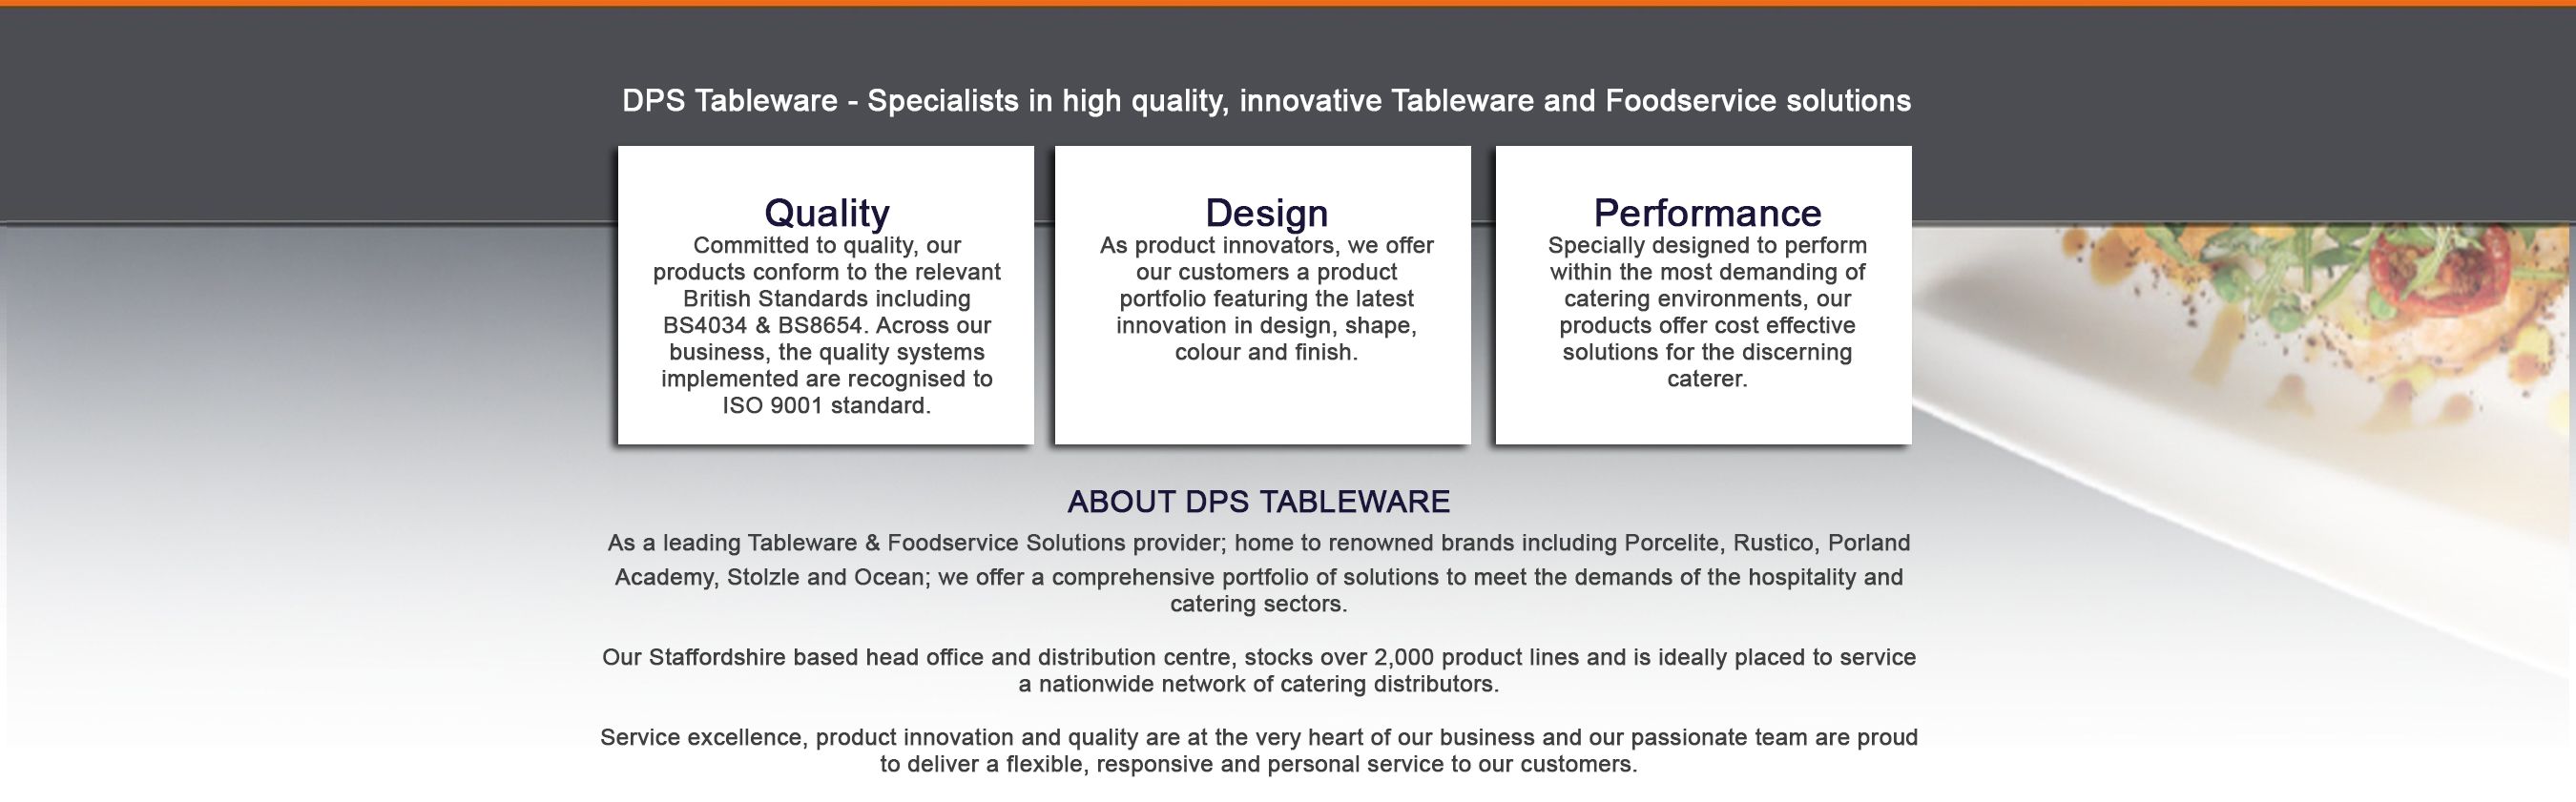 DPS Tableware - Specialists in high quality, innovative Tableware and Foodservice solutions
Quality
Committed to quality, our
products conform to the relevant
British Standards including
BS4034 & BS8654. Across our
business, the quality systems
implemented are recognised to
ISO 9001 standard.
Design
As product innovators, we offer
our customers a product
portfolio featuring the latest
innovation in design, shape,
colour and finish.
Performance
Specially designed to perform
within the most demanding of
catering environments, our
products offer cost effective
solutions for the discerning
caterer.
ABOUT DPS TABLEWARE
As a leading Tableware & Foodservice Solutions provider; home to renowned brands including Porcelite, Rustico, Porland
Academy, Stolzle and Ocean; we offer a comprehensive portfolio of solutions to meet the demands of the hospitality and
catering sectors.
Our Staffordshire based head office and distribution centre, stocks over 2,000 product lines and is ideally placed to service
a nationwide network of catering distributors.
Service excellence, product innovation and quality are at the very heart of our business and our passionate team are proud
to deliver a flexible, responsive and personal service to our customers.